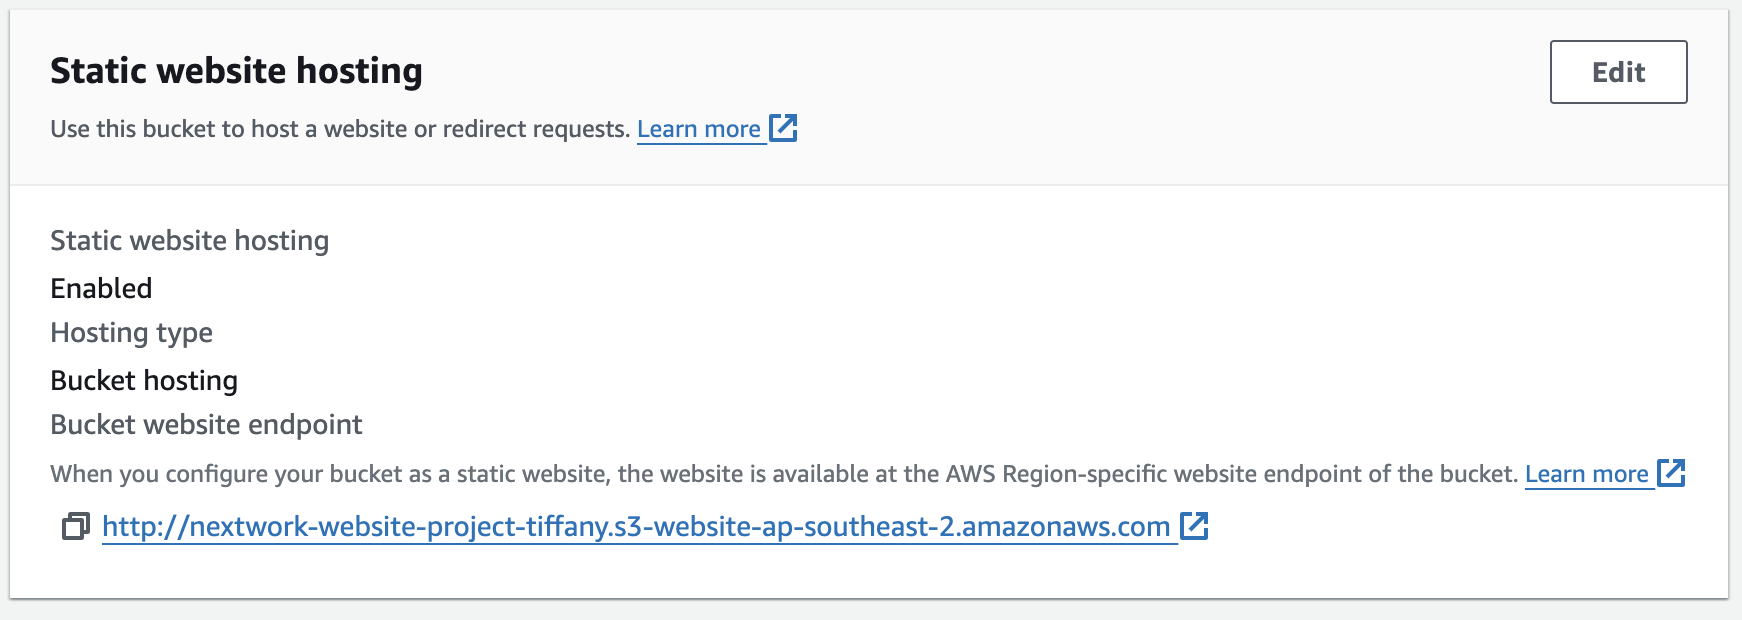 Static website hosting
Edit
Use this bucket to host a website or redirect requests. Learn more
Static website hosting
Enabled
Hosting type
Bucket hosting
Bucket website endpoint
When you configure your bucket as a static website, the website is available at the AWS Region-specific website endpoint of the bucket. Learn more
http://nextwork-website-project-tiffany.s3-website-ap-southeast-2.amazonaws.com